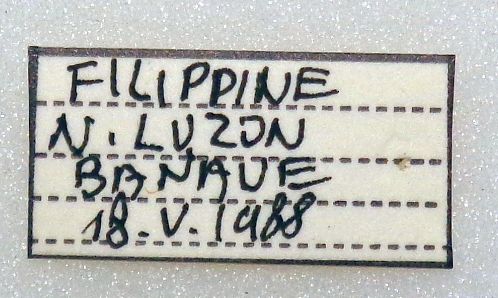 FILIPPINE
N. LUZON
BANAUE
18.V.1988